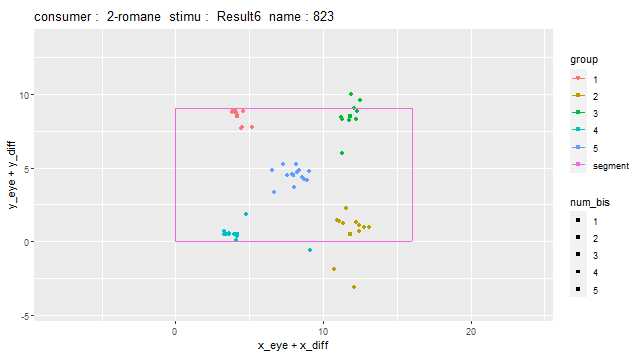 consumer :  2-romane  stimu :  Result6  name : 823
y_eye + y_diff
10
5
0
-5
0
10
20
x_eye + x_diff
group
1
2
3
4
5
segment
num_bis
1
2
3
4
5